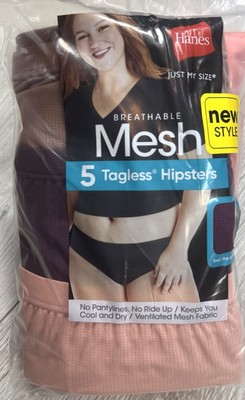 Hanes
JUST MY SIZE®
BREATHABLE
Mesh
new
STYLE
5 Tagless® Hipsters
No Pantylines, No Ride Up / Keeps You
Cool and Dry / Ventilated Mesh Fabric